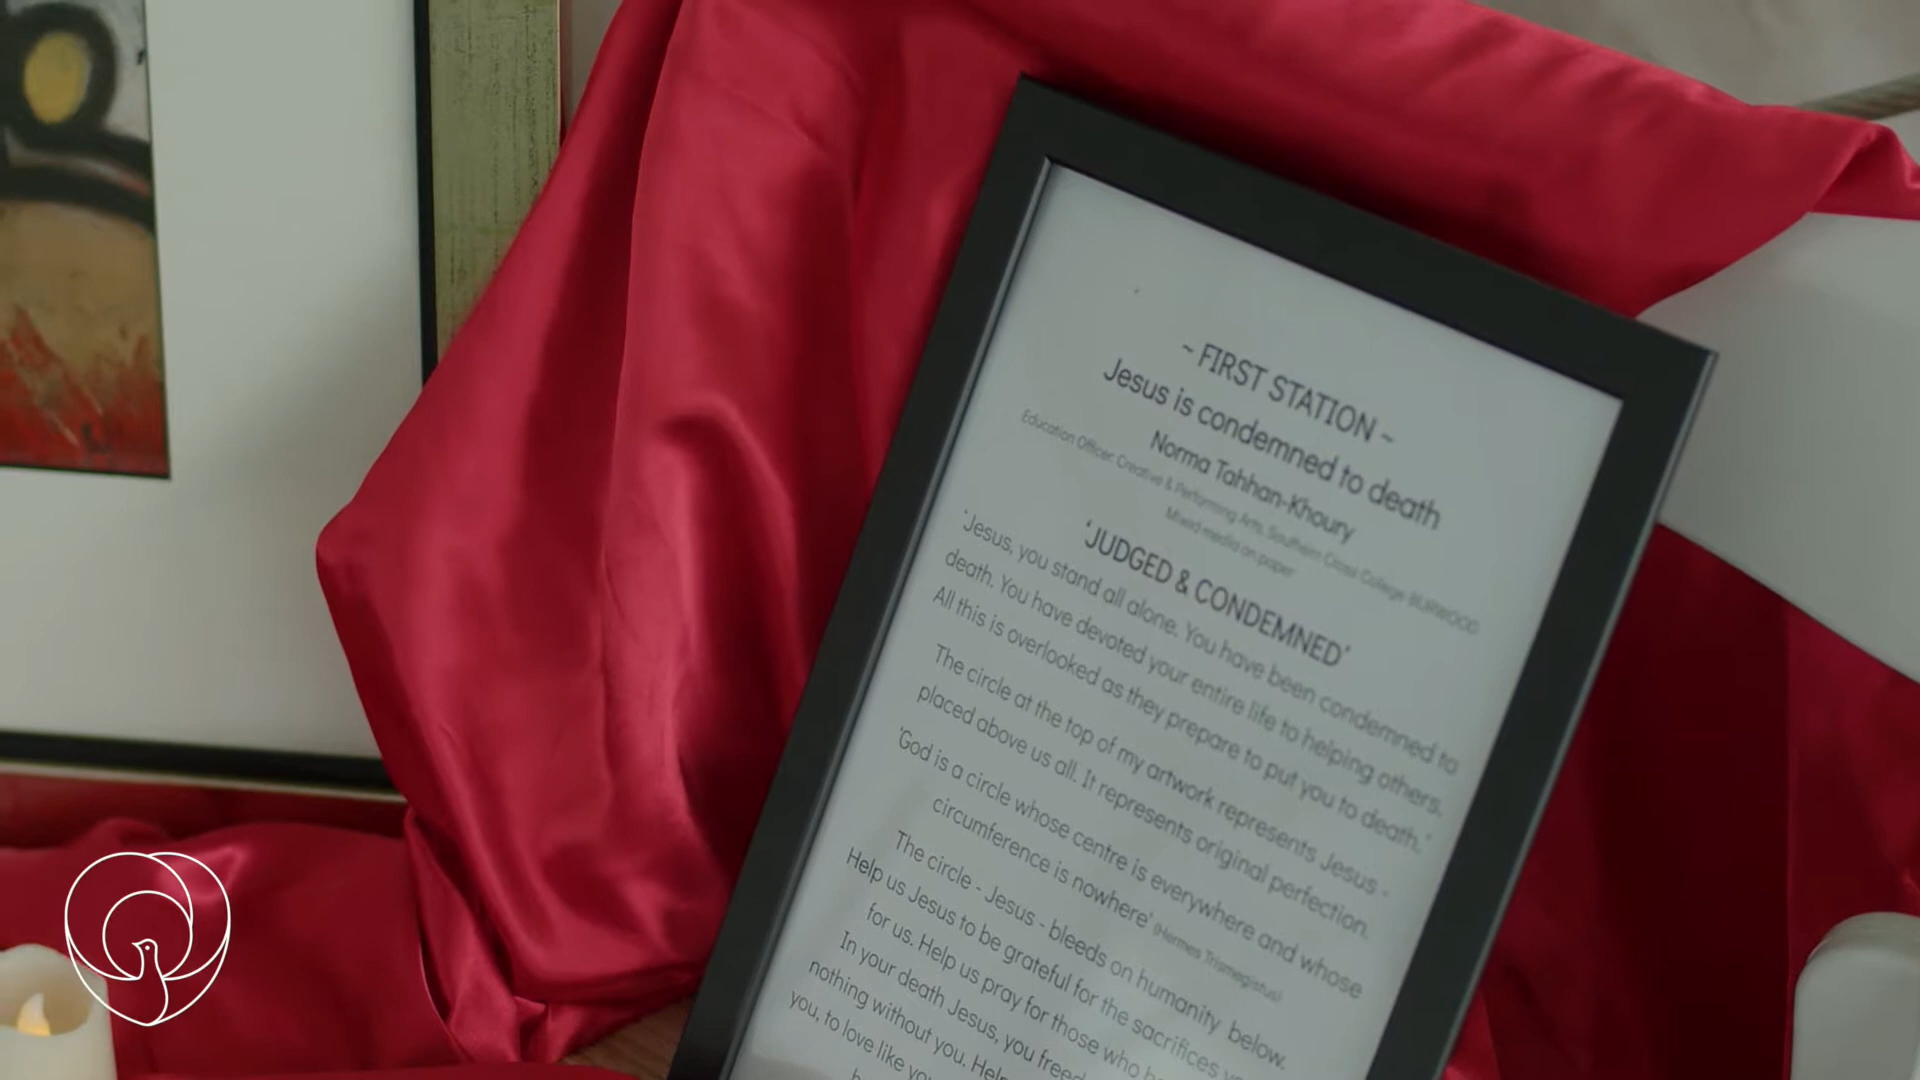 ~ FIRST STATION ~
Jesus is condemned to death
Norma Tahhan-Khoury
Education Officer: Creative & Performing Arts, Southern Cross College BURWOOD
Mixed media on paper
'JUDGED & CONDEMNED'
'Jesus, you stand all alone. You have been condemned to
death. You have devoted your entire life to helping others.
All this is overlooked as they prepare to put you to death.'
The circle at the top of my artwork represents Jesus -
placed above us all. It represents original perfection.
'God is a circle whose centre is everywhere and whose
circumference is nowhere' (Hermes Trismegistus)
The circle - Jesus - bleeds on humanity below.
Help us Jesus to be grateful for the sacrifices
for us. Help us pray for those who
In your death Jesus, you
nothing without you.
you, to love like